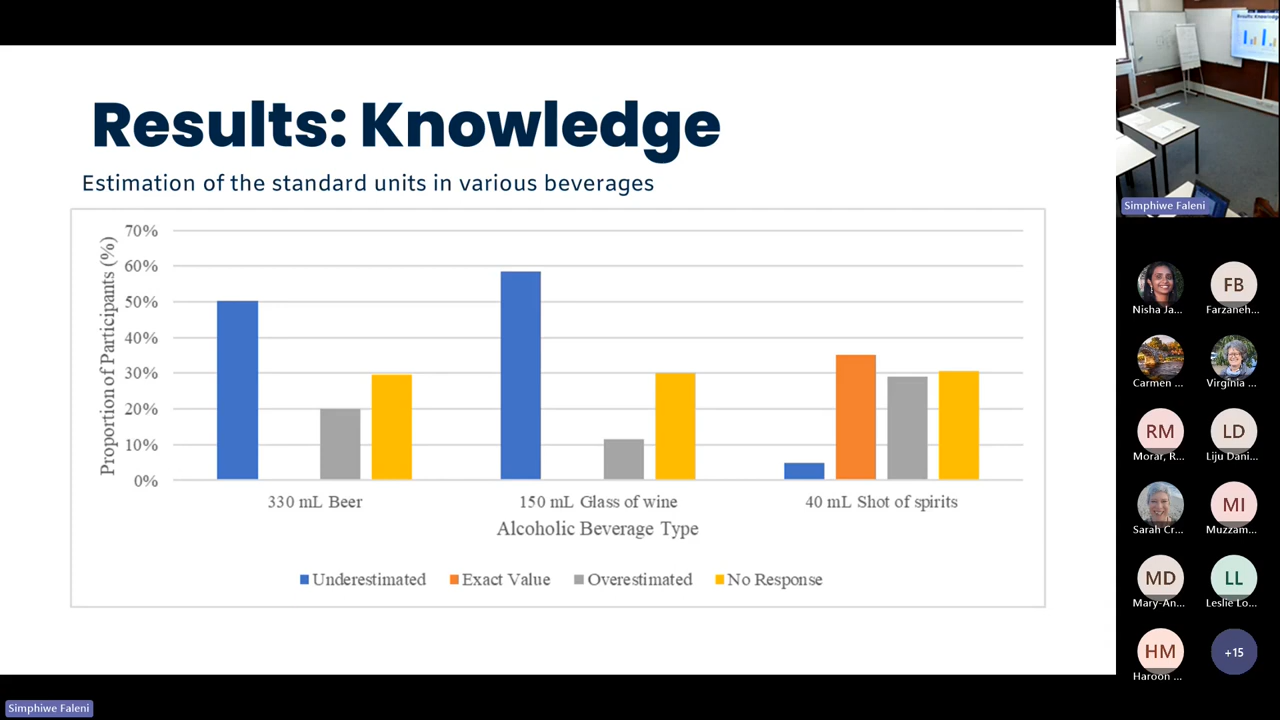 Results: Knowledge
Estimation of the standard units in various beverages
Proportion of Participants (%)
70%
60%
50%
40%
30%
20%
10%
0%
330 mL Beer
150 mL Glass of wine
40 mL Shot of spirits
Alcoholic Beverage Type
Underestimated
Exact Value
Overestimated
No Response
Results: Knowledge
Simphiwe Faleni
Nisha Ja...
FB
Farzaneh...
Carmen ...
Virginia ...
RM
Morar, R...
LD
Liju Dani...
Sarah Cr...
MI
Muzzam...
MD
Mary-An...
LL
Leslie Lo...
HM
Haroon ...
+15
Simphiwe Faleni